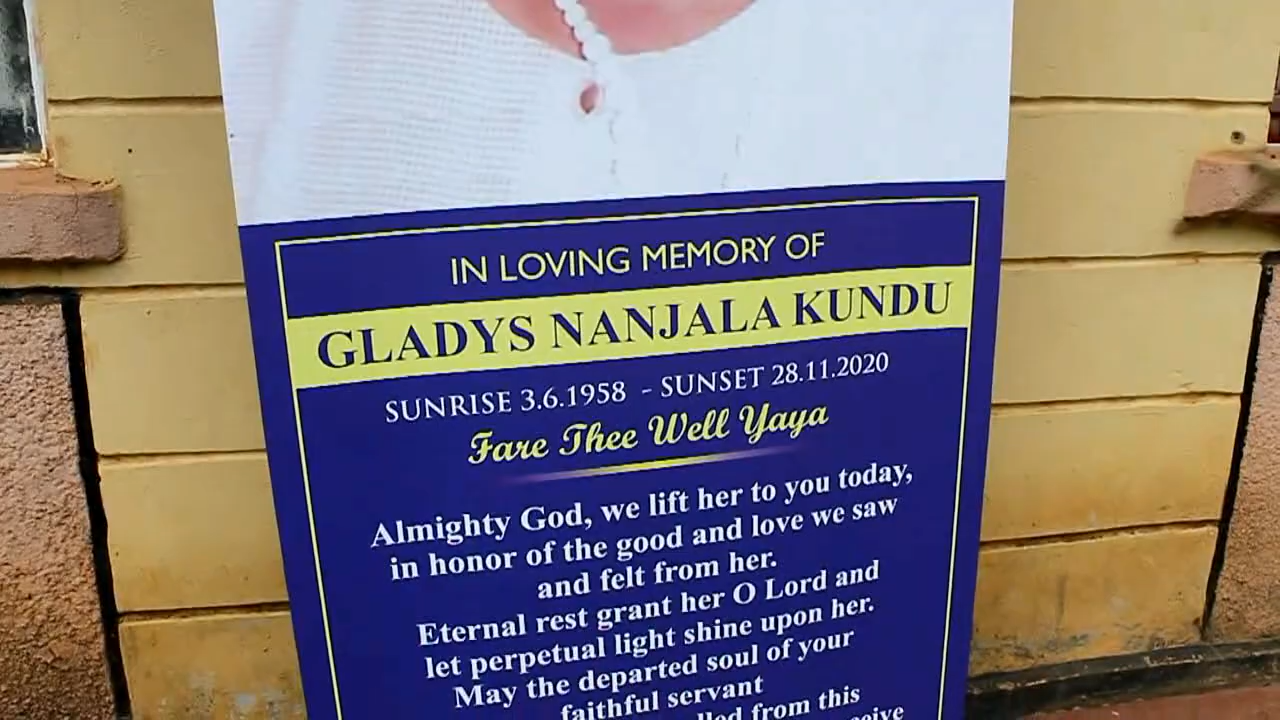 IN LOVING MEMORY OF
GLADYS NANJALA KUNDU
SUNRISE 3.6.1958 - SUNSET 28.11.2020
Fare Thee Well Yaya
Almighty God, we lift her to you today,
in honor of the good and love we saw
and felt from her.
Eternal rest grant her O Lord and
let perpetual light shine upon her.
May the departed soul of your
faithful servant
from this